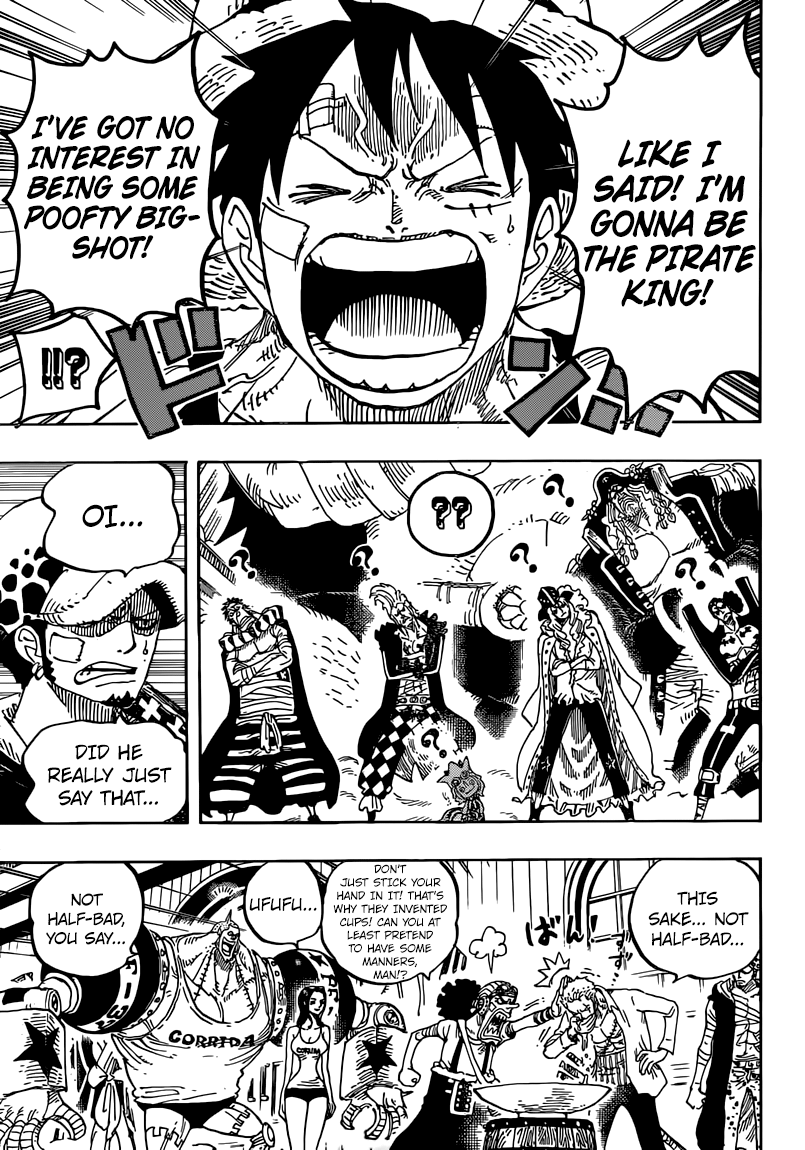 LIKE I
SAID! I'M
GONNA BE
THE PIRATE
KING!
I'VE GOT NO
INTEREST IN
BEING SOME
POOFTY BIG-
SHOT!
!!?
ドン!!
??
?
?
?
?
?
?
?
OI...
DID HE
REALLY JUST
SAY THAT...
THIS
SAKE... NOT
HALF-BAD...
ばん!
DON'T
JUST STICK YOUR
HAND IN IT! THAT'S
WHY THEY INVENTED
CUPS! CAN YOU AT
LEAST PRETEND
TO HAVE SOME
MANNERS,
MAN!?
UFUFU...
NOT
HALF-BAD,
YOU SAY...
CORRIDA